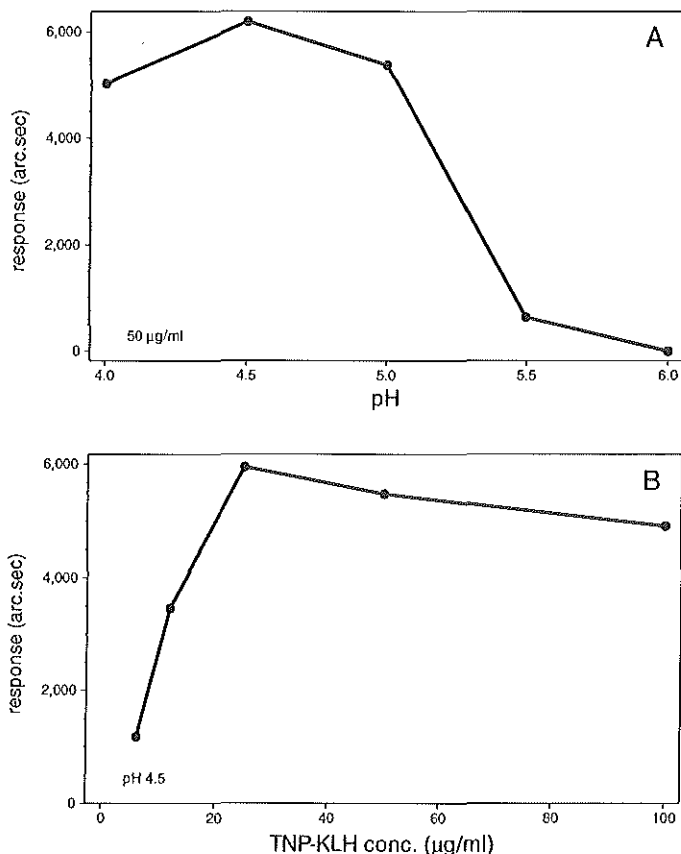 A
6,000
4,000
2,000
0
response (arc.sec)
50 µg/ml
4.0 4.5 5.0 5.5 6.0
pH
B
6,000
4,000
2,000
0
response (arc.sec)
pH 4.5
0 20 40 60 80 100
TNP-KLH conc. (µg/ml)